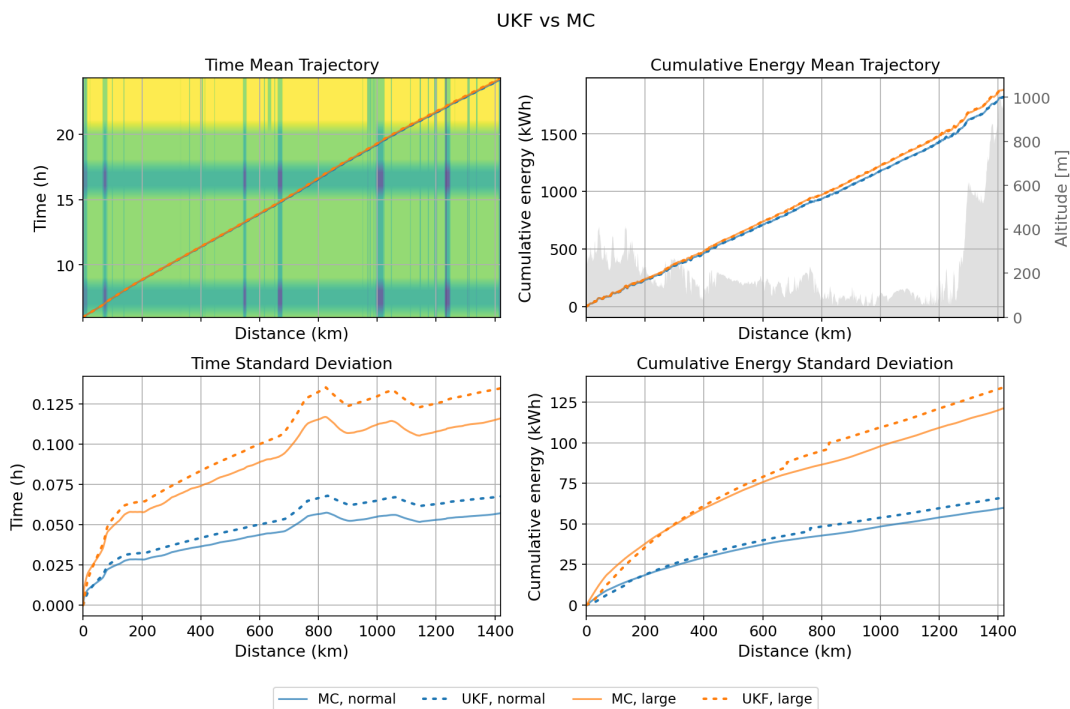 UKF vs MC
Time Mean Trajectory
Time (h)
20
15
10
Distance (km)
Cumulative Energy Mean Trajectory
Cumulative energy (kWh)
1500
1000
500
0
Distance (km)
1000
800
600
400
200
0
Altitude [m]
Time Standard Deviation
Time (h)
0.125
0.100
0.075
0.050
0.025
0.000
0 200 400 600 800 1000 1200 1400
Distance (km)
Cumulative Energy Standard Deviation
Cumulative energy (kWh)
125
100
75
50
25
0
0 200 400 600 800 1000 1200 1400
Distance (km)
MC, normal UKF, normal MC, large UKF, large